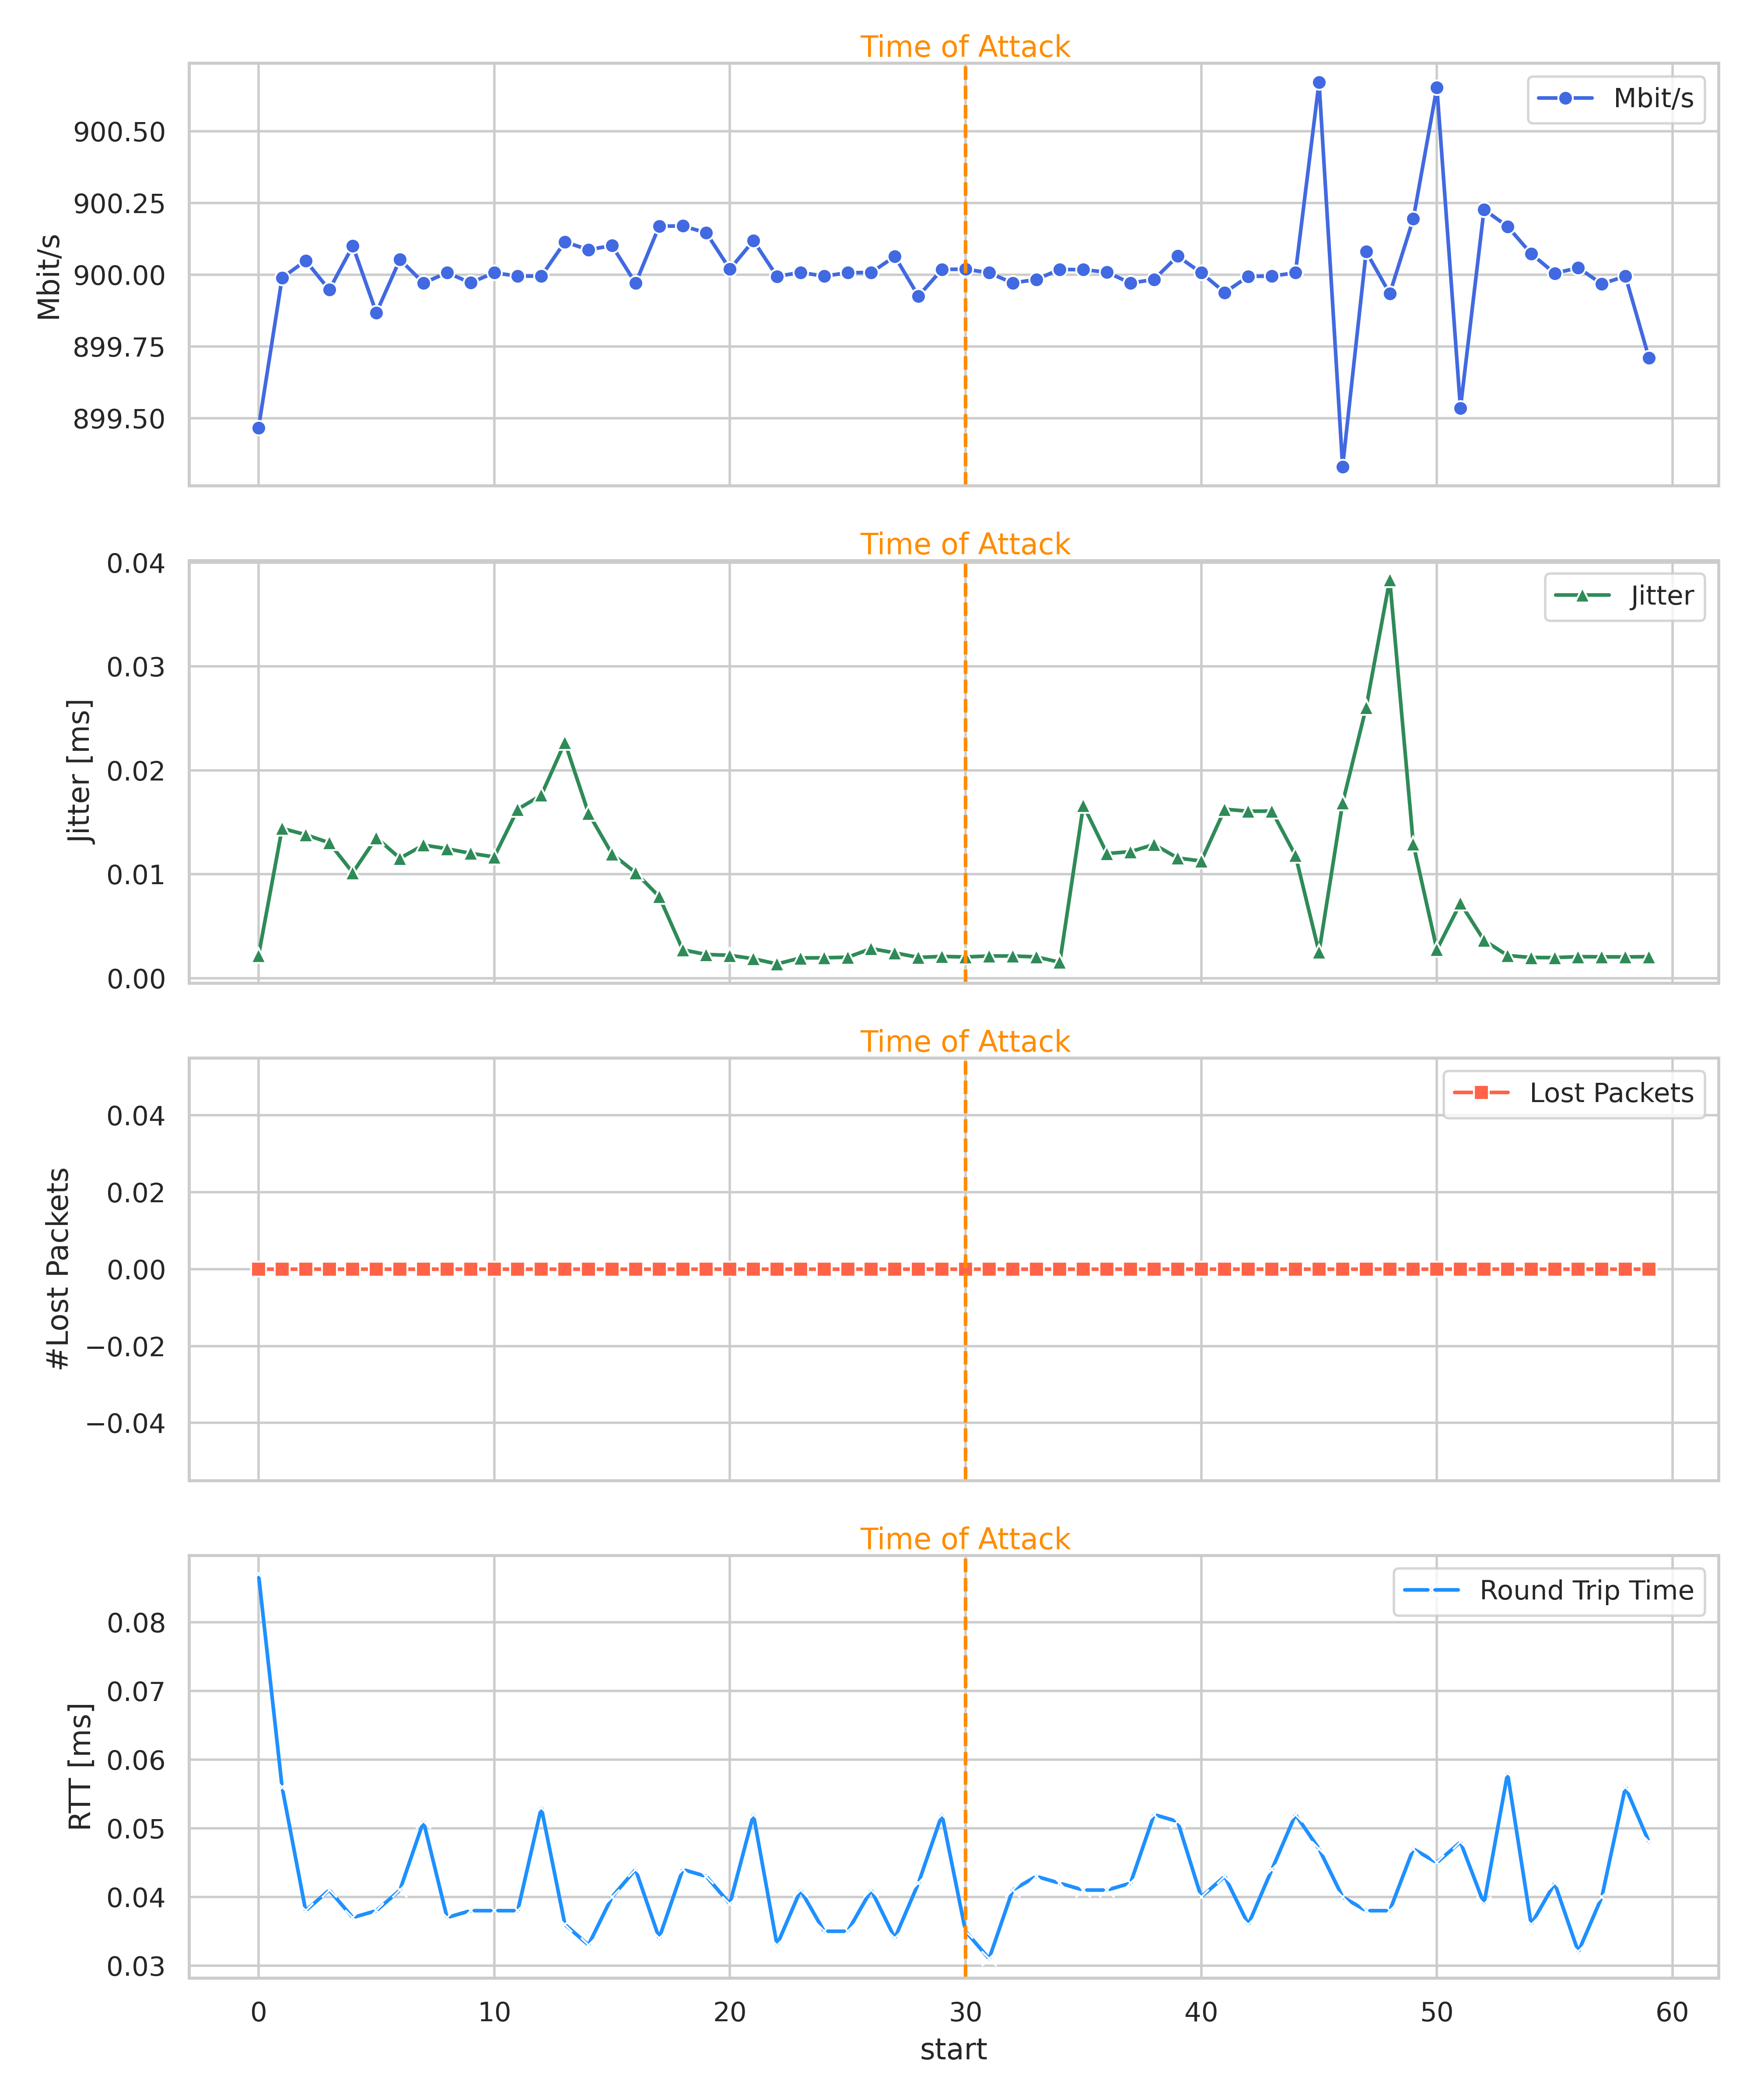 Time of Attack
Mbit/s
900.50
900.25
900.00
899.75
899.50
Mbit/s
Time of Attack
Jitter
0.04
0.03
0.02
0.01
0.00
Jitter [ms]
Time of Attack
Lost Packets
0.04
0.02
0.00
−0.02
−0.04
#Lost Packets
Time of Attack
Round Trip Time
0.08
0.07
0.06
0.05
0.04
0.03
RTT [ms]
0 10 20 30 40 50 60
start